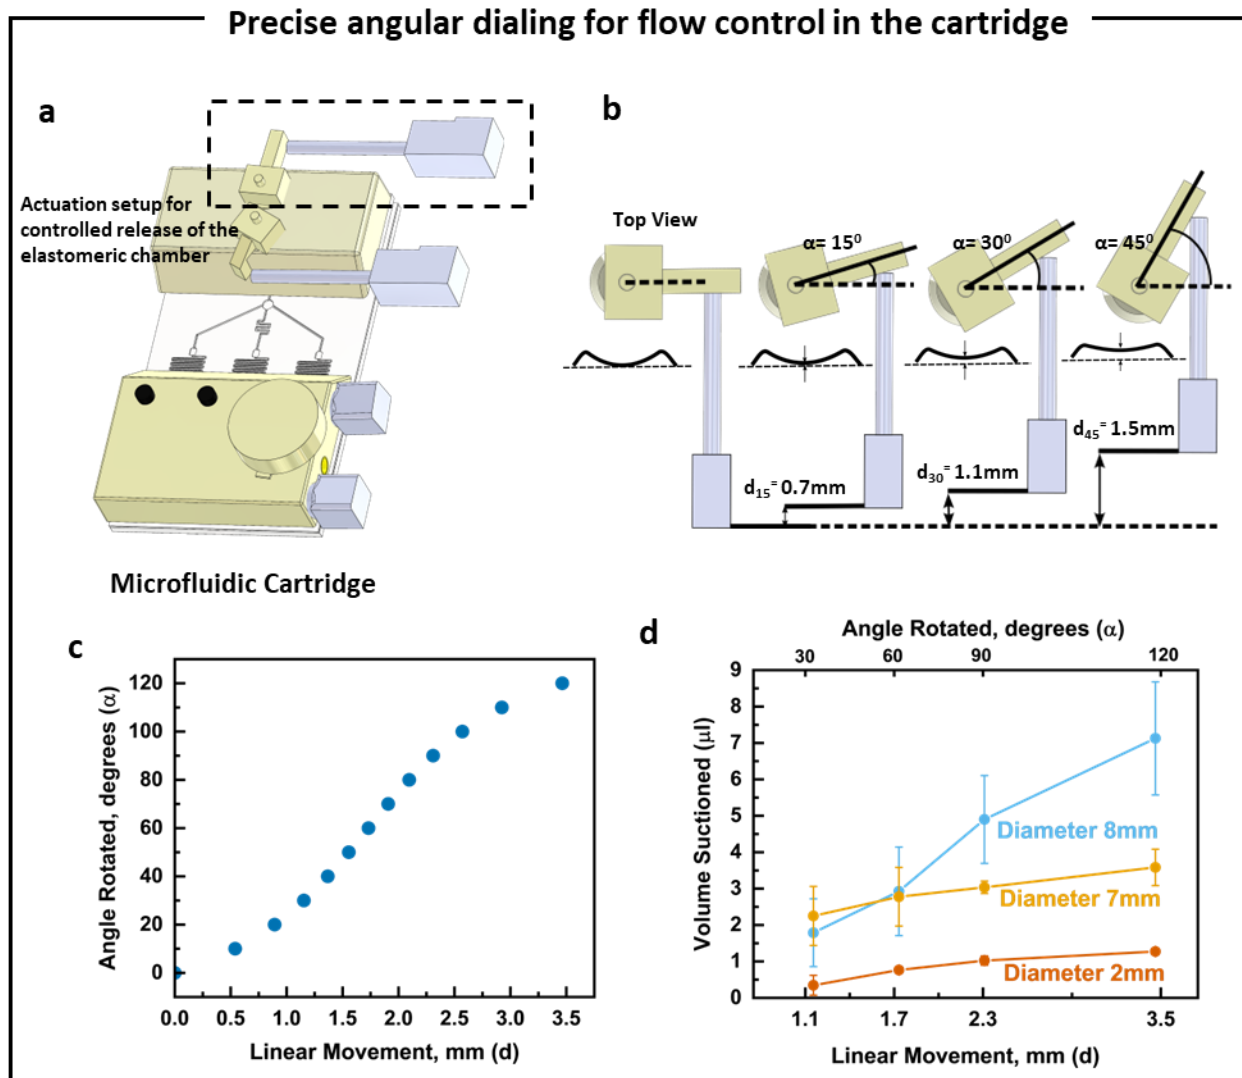 Precise angular dialing for flow control in the cartridge
a
Actuation setup for
controlled release of the
elastomeric chamber
Microfluidic Cartridge
b
Top View
α= 15⁰
α= 30⁰
α= 45⁰
d₁₅= 0.7mm
d₃₀= 1.1mm
d₄₅= 1.5mm
c
Angle Rotated, degrees (α)
120
100
80
60
40
20
0
0.0 0.5 1.0 1.5 2.0 2.5 3.0 3.5
Linear Movement, mm (d)
d
Angle Rotated, degrees (α)
30 60 90 120
Volume Suctioned (μl)
9
8
7
6
5
4
3
2
1
0
Diameter 8mm
Diameter 7mm
Diameter 2mm
1.1 1.7 2.3 3.5
Linear Movement, mm (d)